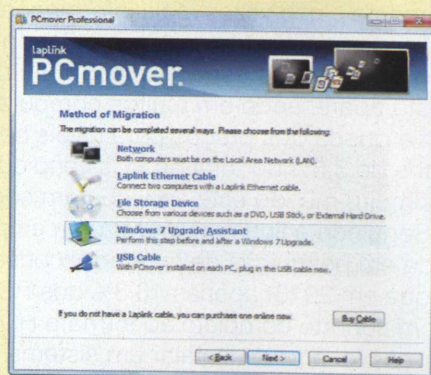 PCmover Professional
Laplink
PCmover.
Method of Migration
The migration can be completed several ways. Please choose from the following:
Network
Both computers must be on the Local Area Network (LAN).
Laplink Ethernet Cable
Connect two computers with a Laplink Ethernet cable.
File Storage Device
Choose from various devices such as a DVD, USB Stick, or External Hard Drive.
Windows 7 Upgrade Assistant
Perform this step before and after a Windows 7 Upgrade.
USB Cable
With PCmover installed on each PC, plug in the USB cable now.
If you do not have a Laplink cable, you can purchase one online now.
Buy Cable
< Back
Next >
Cancel
Help